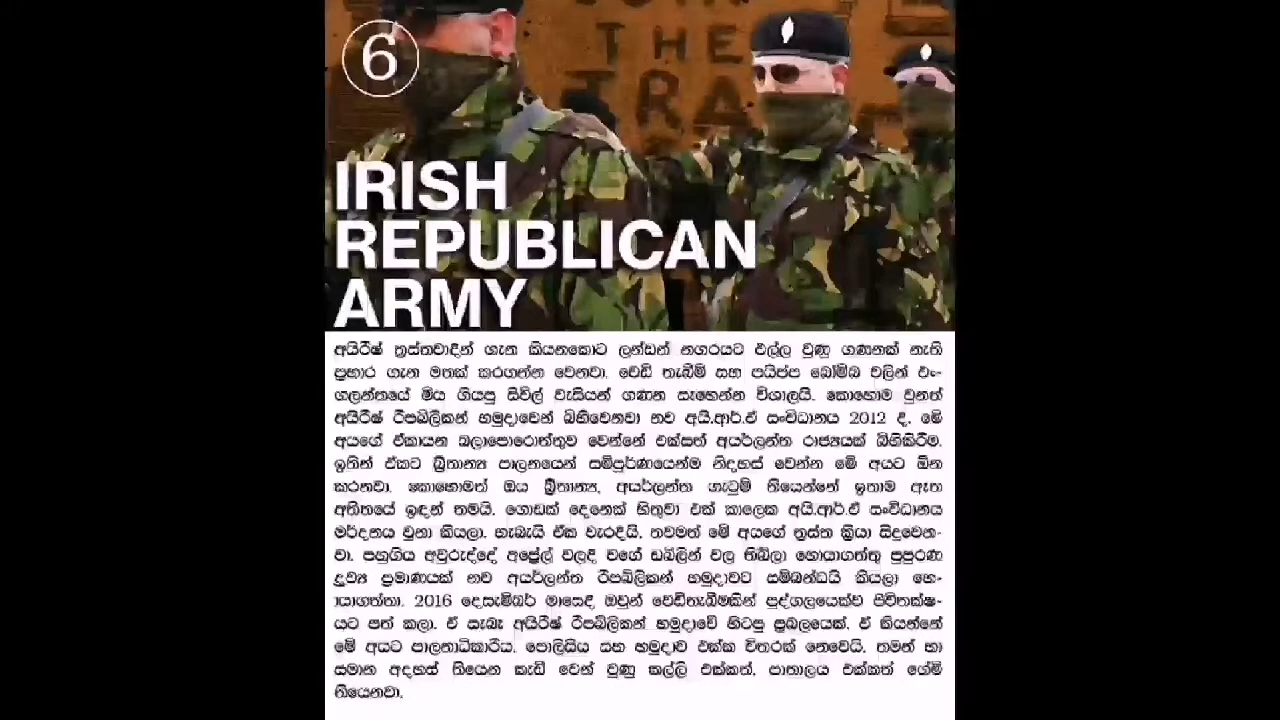 THE
6
IRISH
REPUBLICAN
ARMY
අයිරිෂ් ත්‍රස්තවාදීන් ගැන කියනකොට ලන්ඩන් නගරයට එල්ල වුණු ගණනක් නැති
ප්‍රහාර ගැන මතක් කරගන්න වෙනවා. වෙඩි තැබීම් සහ පයිප්ප බෝම්බ වලින් එං-
ගලන්තයේ මිය ගියපු සිවිල් වැසියන් ගණන සෑහෙන්න විශාලයි. කොහොම වුනත්
අයිරිෂ් රිපබ්ලිකන් හමුදාවෙන් බිහිවෙනවා නව අයි.ආර්.ඒ සංවිධානය 2012 දි. මේ
අයගේ ඒකායන බලාපොරොත්තුව වෙන්නේ එක්සත් අයර්ලන්ත රාජ්‍යයක් බිහිකිරීම.
ඉතින් ඒකට බ්‍රිතාන්‍ය පාලනයෙන් සම්පූර්ණයෙන්ම නිදහස් වෙන්න මේ අයට ඕන
කරනවා. කොහොමත් ඔය බ්‍රිතාන්‍ය, අයර්ලන්ත ගැටුම් තියෙන්නේ ඉතාම ඈත
අතීතයේ ඉඳන් තමයි. ගොඩක් දෙනෙක් හිතුවා එක් කාලෙක අයි.ආර්.ඒ සංවිධානය
මර්දනය වුනා කියලා. හැබැයි ඒක වැරදියි. තවමත් මේ අයගේ ත්‍රස්ත ක්‍රියා සිදුවෙන-
වා. පහුගිය අවුරුද්දේ අප්‍රේල් වලදී වගේ ඩබ්ලින් වල තිබිලා හොයාගත්තු පුපුරණ
ද්‍රව්‍ය ප්‍රමාණයක් නව අයර්ලන්ත රිපබ්ලිකන් හමුදාවට සම්බන්ධයි කියලා හෙ-
ායාගත්තා. 2016 දෙසැම්බර් මාසෙදි ඔවුන් වෙඩිතැබීමකින් පුද්ගලයෙක්ව ජීවිතක්ෂ-
යට පත් කලා. ඒ සැබෑ අයිරිෂ් රිපබ්ලිකන් හමුදාවේ හිටපු ප්‍රබලයෙක්. ඒ කියන්නේ
මේ අයට පාලනාධිකාරිය, පොලිසිය සහ හමුදාව එක්ක විතරක් නෙවෙයි. තමන් හා
සමාන අදහස් තියෙන කැඩි වෙන් වුණු කල්ලි එක්කත්, පාතාලය එක්කත් ගේම්
තියෙනවා.